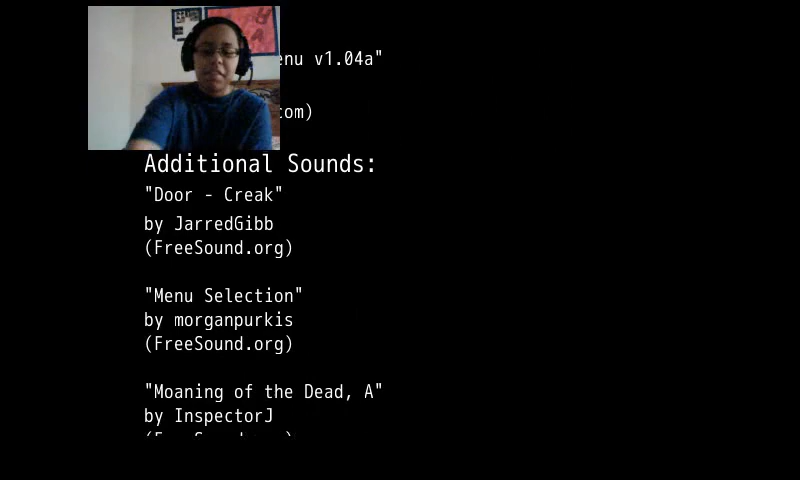 enu v1.04a"
com)
Additional Sounds:
"Door - Creak"
by JarredGibb
(FreeSound.org)
"Menu Selection"
by morganpurkis
(FreeSound.org)
"Moaning of the Dead, A"
by InspectorJ